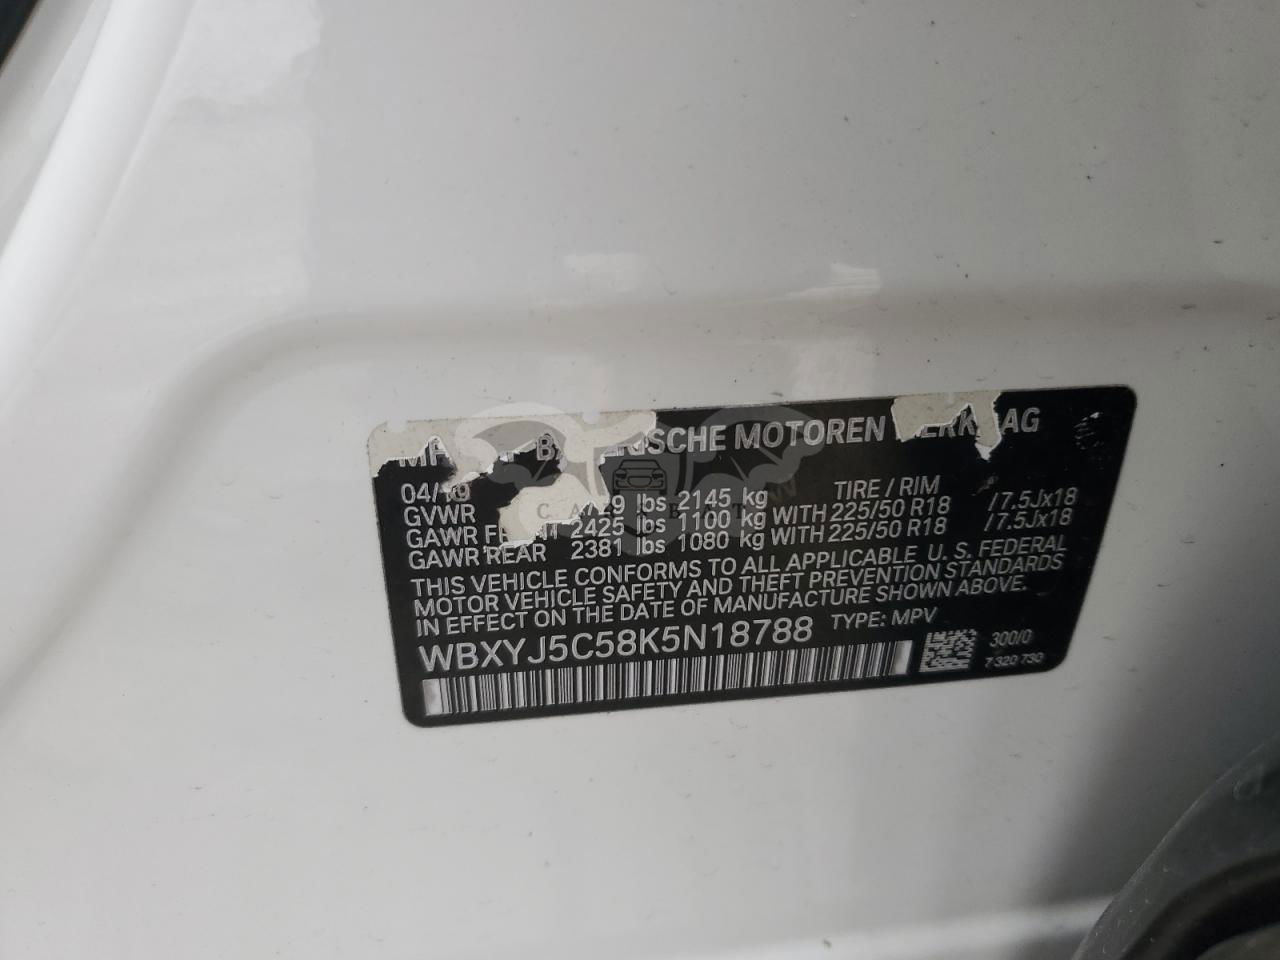 MOTOREN AG
04/19 TIRE / RIM
GVWR lbs 2145 kg
GAWR 2425 lbs 1100 kg WITH 225/50 R18 /7.5Jx18
GAWR REAR 2381 lbs 1080 kg WITH 225/50 R18 /7.5Jx18
THIS VEHICLE CONFORMS TO ALL APPLICABLE U. S. FEDERAL
MOTOR VEHICLE SAFETY AND THEFT PREVENTION STANDARDS
IN EFFECT ON THE DATE OF MANUFACTURE SHOWN ABOVE.
WBXYJ5C58K5N18788 TYPE: MPV
300/0
7 320 730